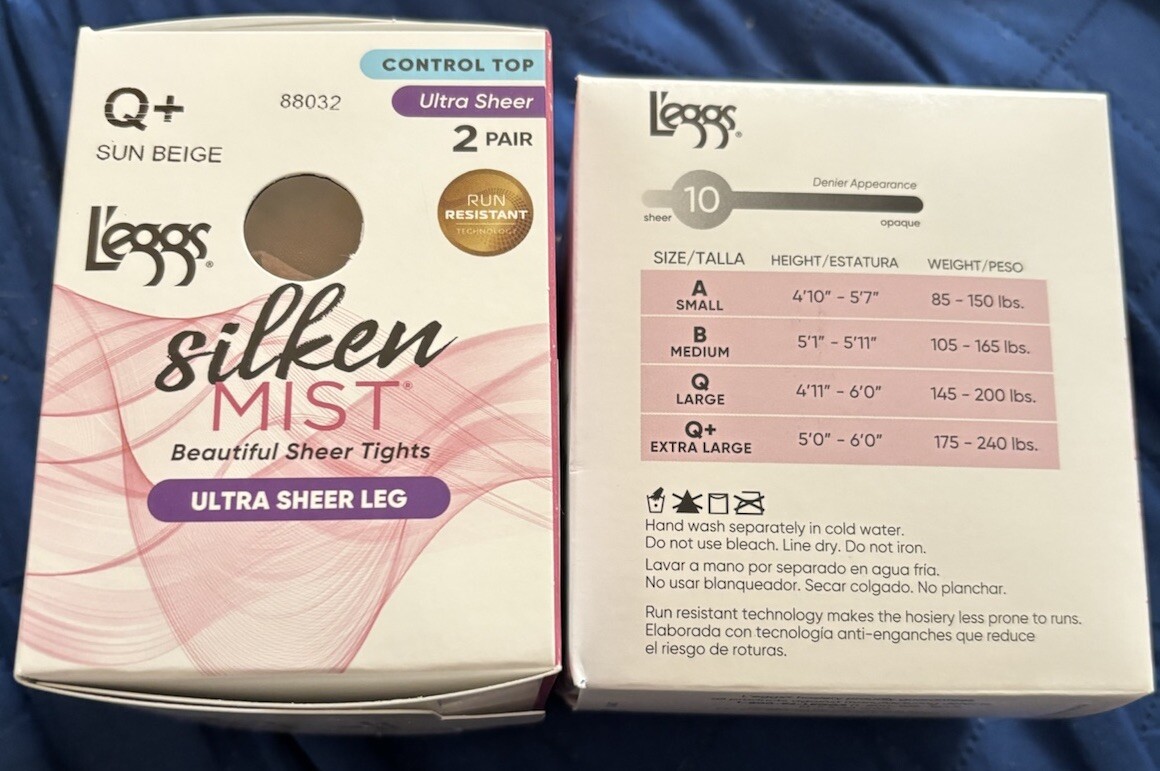 CONTROL TOP
Q+
88032
Ultra Sheer
SUN BEIGE
2 PAIR
L'eggs®
RUN
RESISTANT
TECHNOLOGY
silken
MIST®
Beautiful Sheer Tights
ULTRA SHEER LEG
L'eggs®
Denier Appearance
10
sheer
opaque
SIZE/TALLA HEIGHT/ESTATURA WEIGHT/PESO
A
SMALL 4'10" - 5'7" 85 - 150 lbs.
B
MEDIUM 5'1" - 5'11" 105 - 165 lbs.
Q
LARGE 4'11" - 6'0" 145 - 200 lbs.
Q+
EXTRA LARGE 5'0" - 6'0" 175 - 240 lbs.
Hand wash separately in cold water.
Do not use bleach. Line dry. Do not iron.
Lavar a mano por separado en agua fria.
No usar blanqueador. Secar colgado. No planchar.
Run resistant technology makes the hosiery less prone to runs.
Elaborada con tecnología anti-enganches que reduce
el riesgo de roturas.